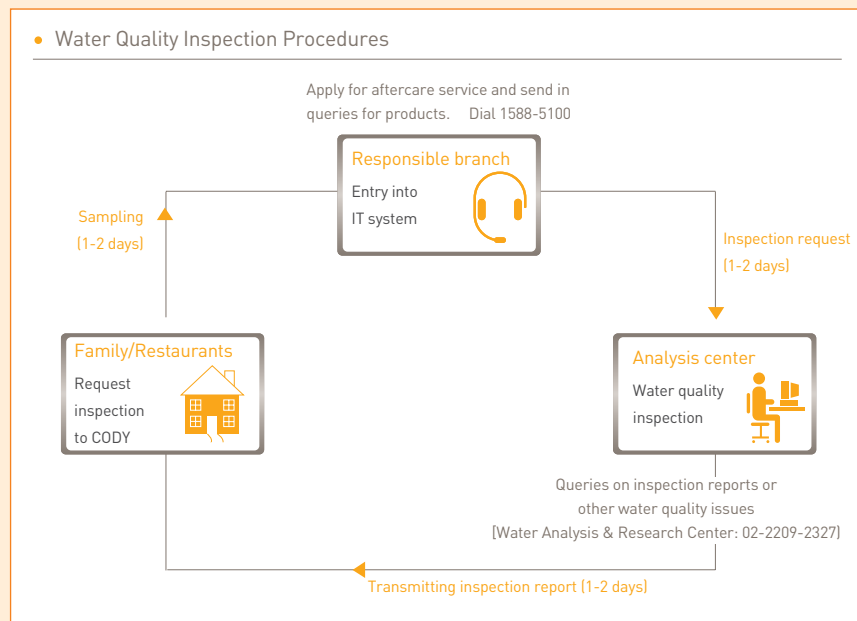 • Water Quality Inspection Procedures
Apply for aftercare service and send in
queries for products. Dial 1588-5100
Responsible branch
Entry into
IT system
Sampling
(1-2 days)
Inspection request
(1-2 days)
Family/Restaurants
Request
inspection
to CODY
Analysis center
Water quality
inspection
Queries on inspection reports or
other water quality issues
[Water Analysis & Research Center: 02-2209-2327]
Transmitting inspection report (1-2 days)